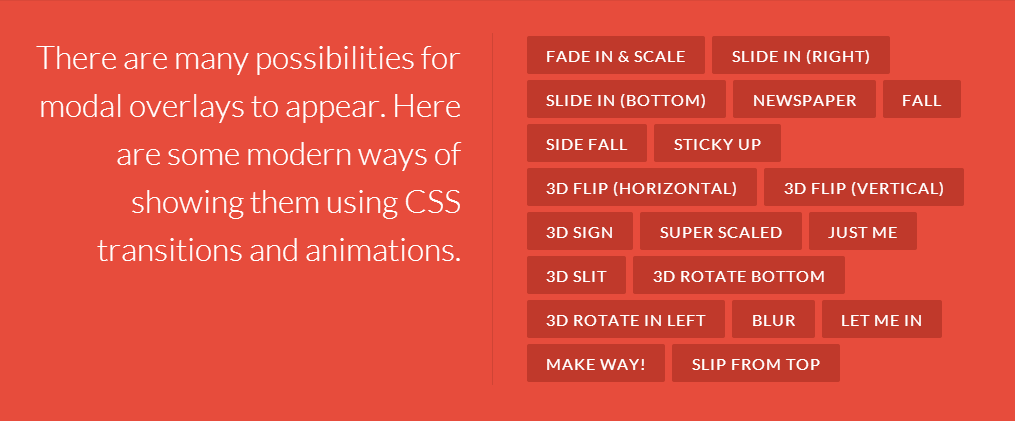 There are many possibilities for
modal overlays to appear. Here
are some modern ways of
showing them using CSS
transitions and animations.
FADE IN & SCALE SLIDE IN (RIGHT)
SLIDE IN (BOTTOM) NEWSPAPER FALL
SIDE FALL STICKY UP
3D FLIP (HORIZONTAL) 3D FLIP (VERTICAL)
3D SIGN SUPER SCALED JUST ME
3D SLIT 3D ROTATE BOTTOM
3D ROTATE IN LEFT BLUR LET ME IN
MAKE WAY! SLIP FROM TOP